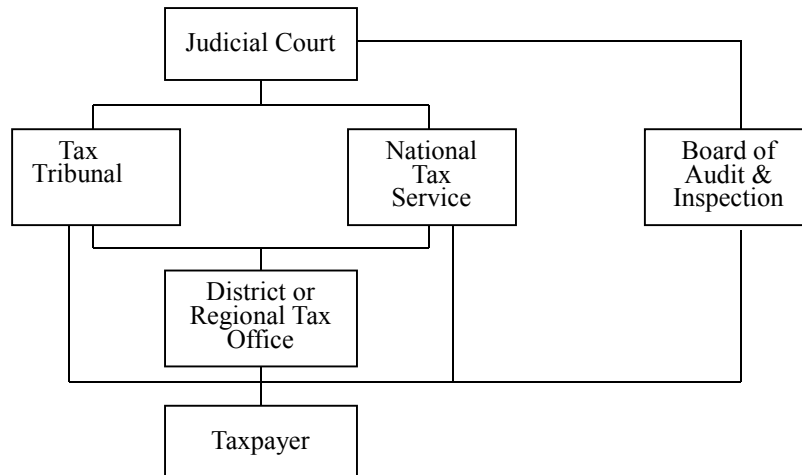 Judicial Court
Tax
Tribunal
National
Tax
Service
Board of
Audit &
Inspection
District or
Regional Tax
Office
Taxpayer